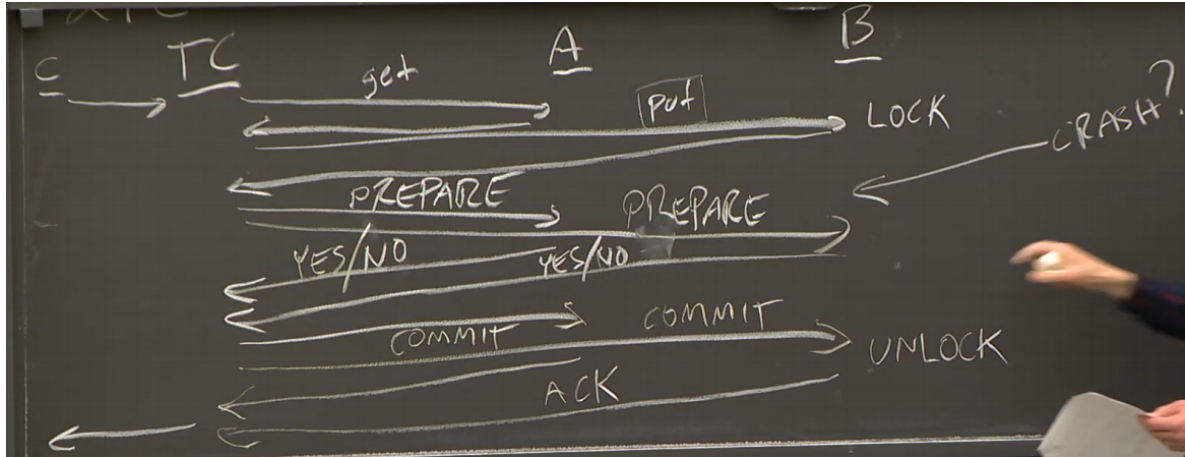 C TC A B
get
put LOCK
CRASH?
PREPARE PREPARE
YES/NO YES/NO
COMMIT COMMIT
UNLOCK
ACK